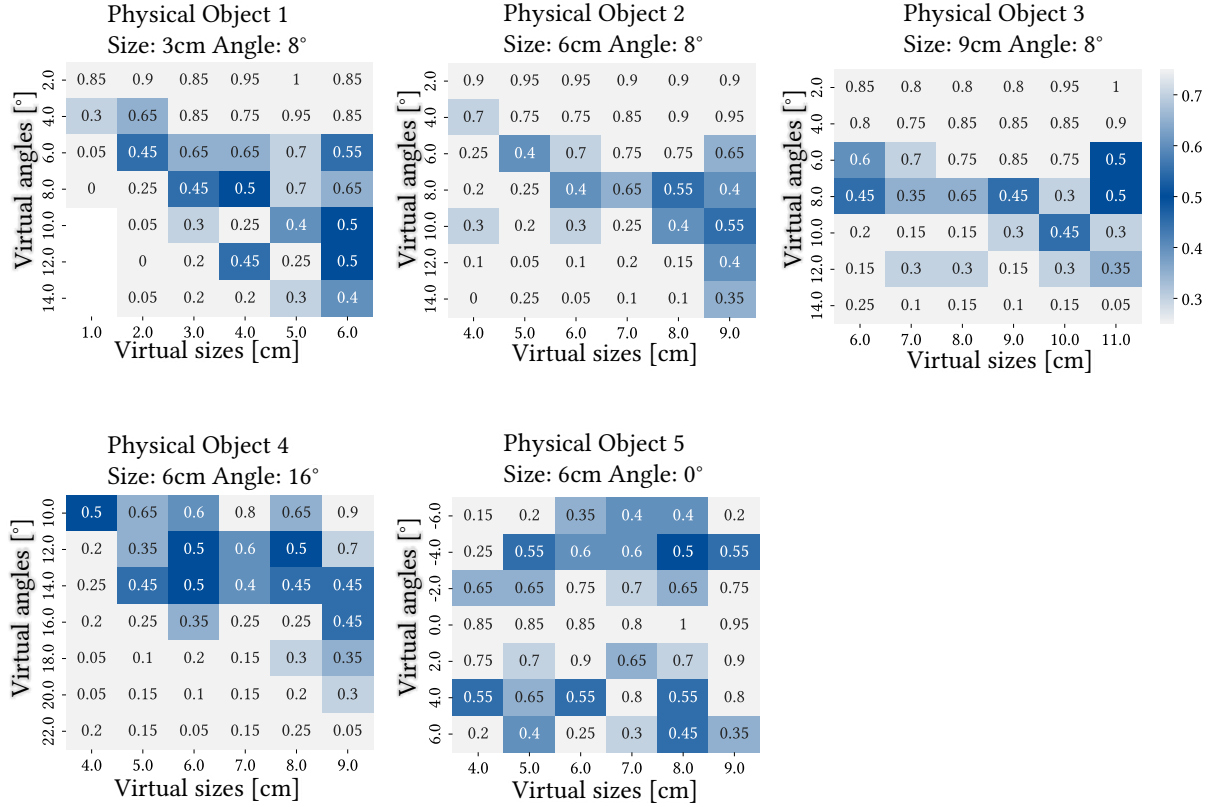 Physical Object 1
Size: 3cm Angle: 8°
Virtual angles [°]
2.0 0.85 0.9 0.85 0.95 1 0.85
4.0 0.3 0.65 0.85 0.75 0.95 0.85
6.0 0.05 0.45 0.65 0.65 0.7 0.55
8.0 0 0.25 0.45 0.5 0.7 0.65
10.0 0.05 0.3 0.25 0.4 0.5
12.0 0 0.2 0.45 0.25 0.5
14.0 0.05 0.2 0.2 0.3 0.4
1.0 2.0 3.0 4.0 5.0 6.0
Virtual sizes [cm]
Physical Object 2
Size: 6cm Angle: 8°
Virtual angles [°]
2.0 0.9 0.95 0.95 0.9 0.9 0.9
4.0 0.7 0.75 0.85 0.85 0.9 0.95
6.0 0.25 0.4 0.7 0.75 0.75 0.65
8.0 0.2 0.25 0.4 0.65 0.55 0.4
10.0 0.3 0.2 0.3 0.25 0.4 0.55
12.0 0.1 0.05 0.1 0.2 0.15 0.4
14.0 0 0.25 0.05 0.1 0.1 0.35
4.0 5.0 6.0 7.0 8.0 9.0
Virtual sizes [cm]
Physical Object 3
Size: 9cm Angle: 8°
Virtual angles [°]
2.0 0.85 0.8 0.8 0.8 0.95 1
4.0 0.8 0.75 0.85 0.85 0.85 0.9
6.0 0.6 0.7 0.75 0.85 0.75 0.5
8.0 0.45 0.35 0.65 0.45 0.3 0.5
10.0 0.2 0.15 0.15 0.3 0.45 0.3
12.0 0.15 0.3 0.3 0.15 0.3 0.35
14.0 0.25 0.1 0.15 0.1 0.15 0.05
6.0 7.0 8.0 9.0 10.0 11.0
Virtual sizes [cm]
0.7
0.6
0.5
0.4
0.3
Physical Object 4
Size: 6cm Angle: 16°
Virtual angles [°]
10.0 0.5 0.65 0.6 0.8 0.65 0.9
12.0 0.2 0.35 0.5 0.6 0.5 0.7
14.0 0.25 0.45 0.5 0.4 0.45 0.45
16.0 0.2 0.25 0.35 0.25 0.25 0.45
18.0 0.05 0.1 0.2 0.15 0.3 0.35
20.0 0.05 0.15 0.1 0.15 0.2 0.3
22.0 0.2 0.15 0.05 0.15 0.25 0.05
4.0 5.0 6.0 7.0 8.0 9.0
Virtual sizes [cm]
Physical Object 5
Size: 6cm Angle: 0°
Virtual angles [°]
-6.0 0.15 0.2 0.35 0.4 0.4 0.2
-4.0 0.25 0.55 0.6 0.6 0.5 0.55
-2.0 0.65 0.65 0.75 0.7 0.65 0.75
0.0 0.85 0.85 0.85 0.8 1 0.95
2.0 0.75 0.7 0.9 0.65 0.7 0.9
4.0 0.55 0.65 0.55 0.8 0.55 0.8
6.0 0.2 0.4 0.25 0.3 0.45 0.35
4.0 5.0 6.0 7.0 8.0 9.0
Virtual sizes [cm]